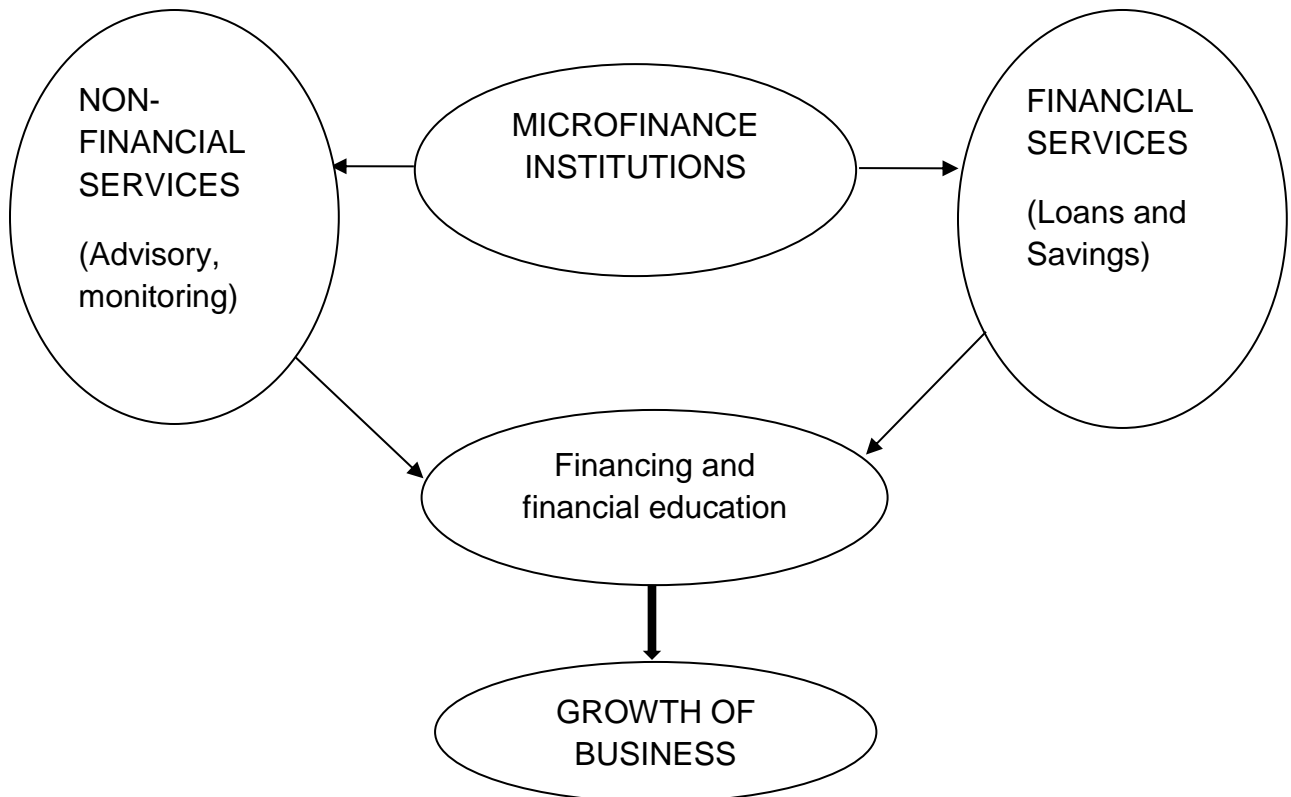 NON-
FINANCIAL
SERVICES
(Advisory,
monitoring)
MICROFINANCE
INSTITUTIONS
FINANCIAL
SERVICES
(Loans and
Savings)
Financing and
financial education
GROWTH OF
BUSINESS